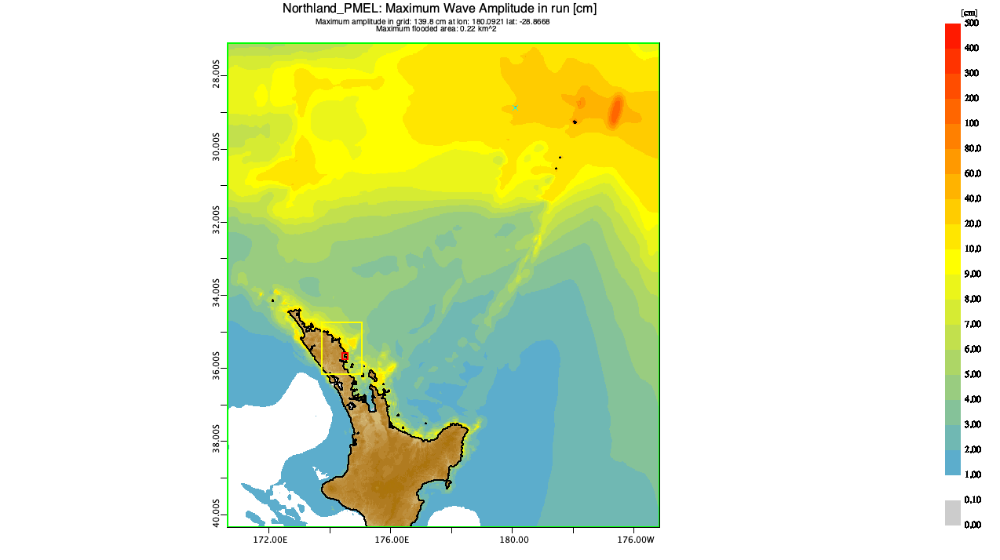 Northland_PMEL: Maximum Wave Amplitude in run [cm]
Maximum amplitude in grid: 139.8 cm at lon: 180.0921 lat: -28.8668
Maximum flooded area: 0.22 km^2
[cm]
500
400
300
200
100
80.0
60.0
40.0
20.0
10.0
9.00
8.00
7.00
6.00
5.00
4.00
3.00
2.00
1.00
0.10
0.00
28.00S
30.00S
32.00S
34.00S
36.00S
38.00S
40.00S
172.00E
176.00E
180.00
176.00W